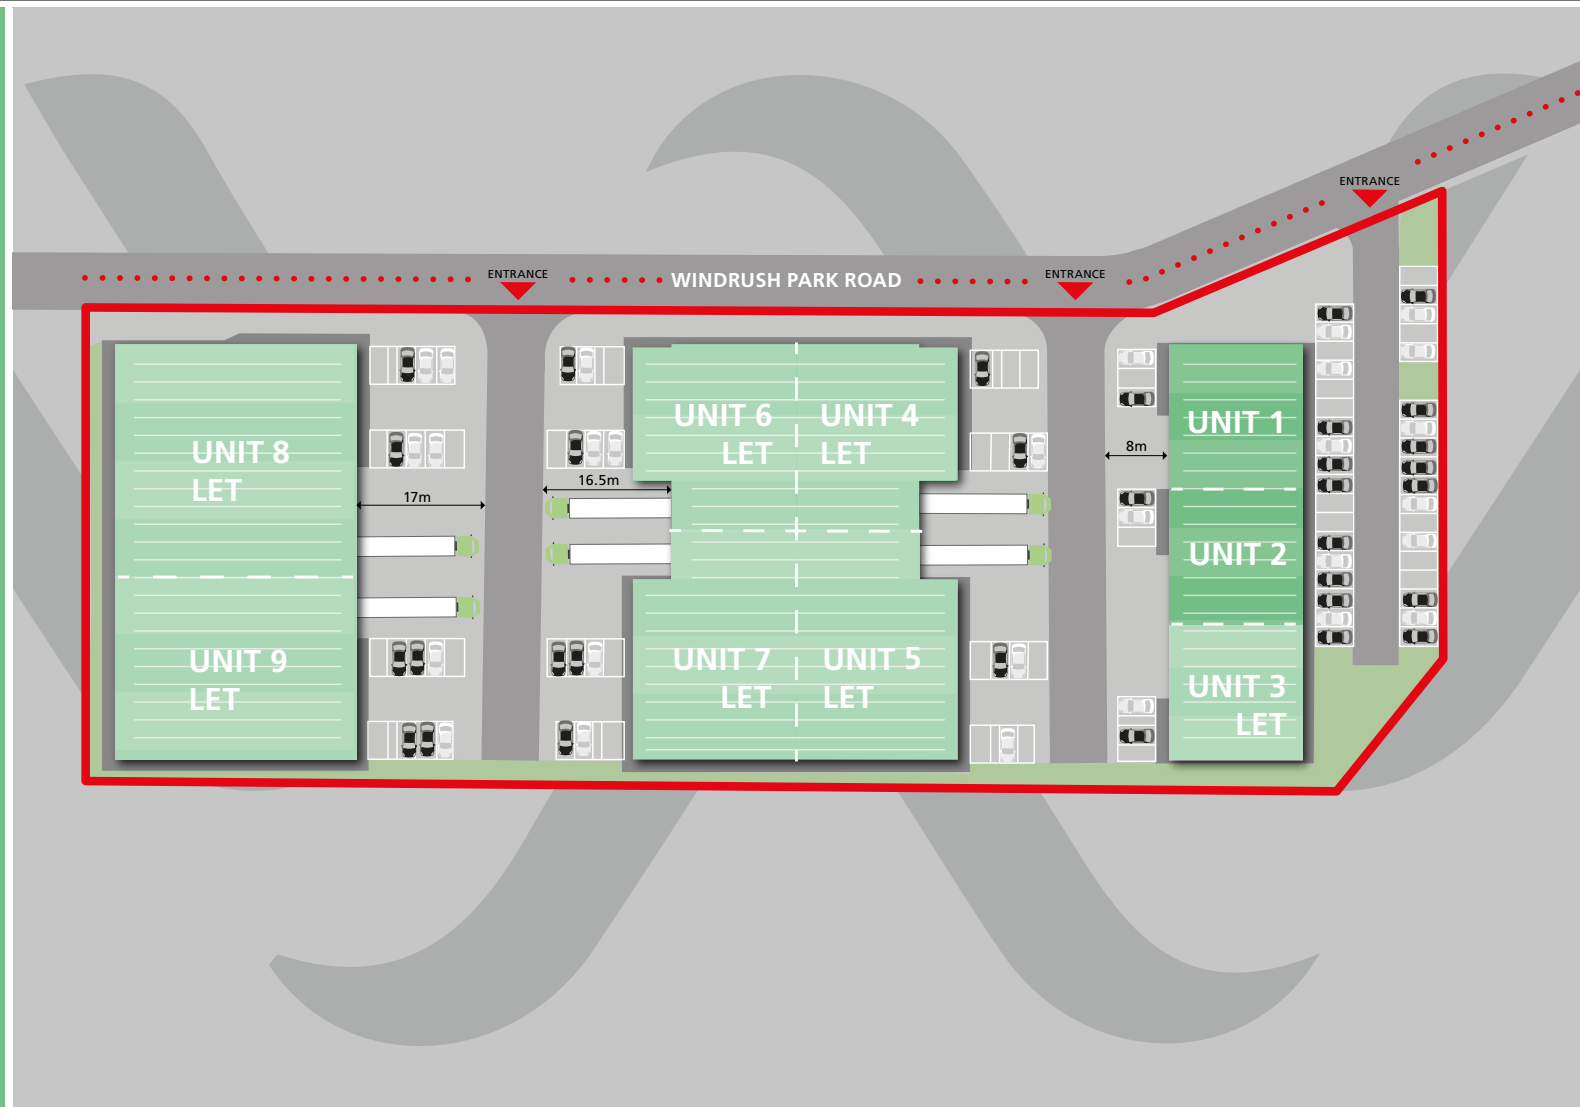 ENTRANCE
ENTRANCE
WINDRUSH PARK ROAD
ENTRANCE
UNIT 8
LET
17m
UNIT 9
LET
16.5m
UNIT 6
LET
UNIT 4
LET
UNIT 7
LET
UNIT 5
LET
8m
UNIT 1
UNIT 2
UNIT 3
LET